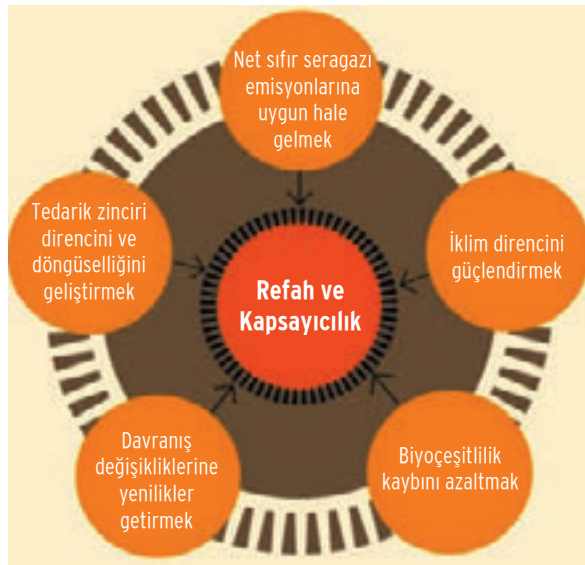 Net sıfır seragazı
emisyonlarına
uygun hale
gelmek
Tedarik zinciri
direncini ve
döngüselliğini
geliştirmek
İklim direncini
güçlendirmek
Refah ve
Kapsayıcılık
Davranış
değişikliklerine
yenilikler
getirmek
Biyoçeşitlilik
kaybını azaltmak